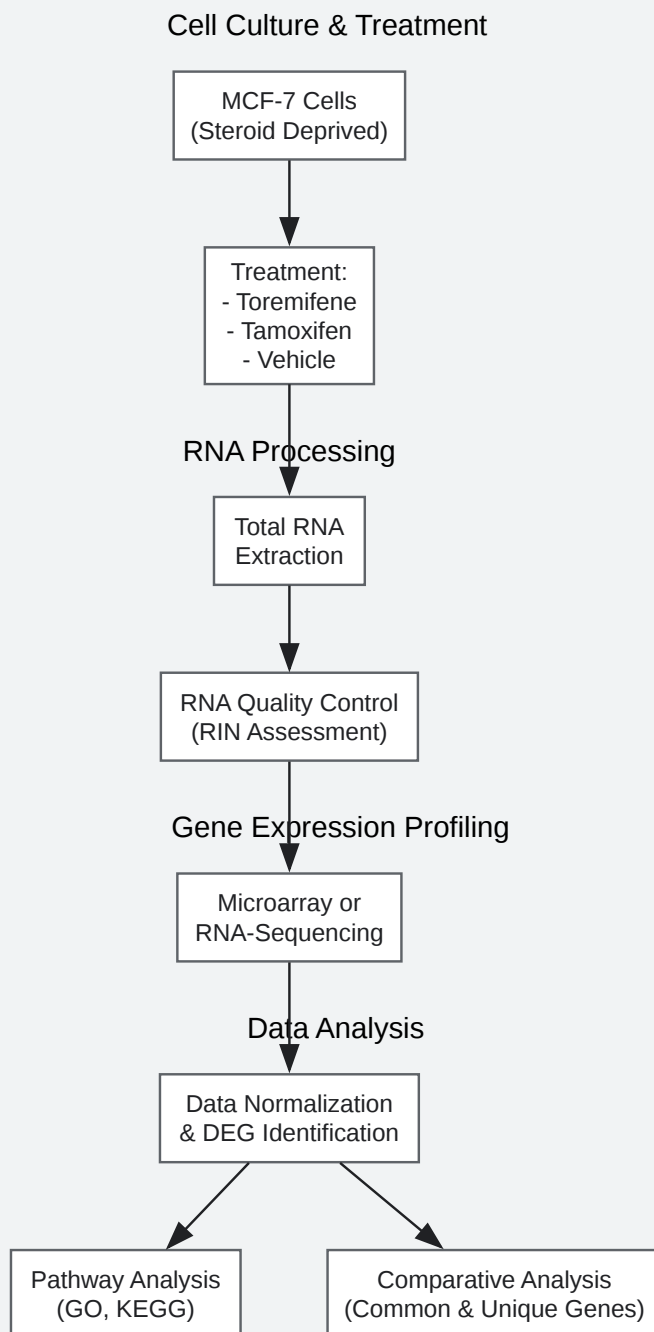 Cell Culture & Treatment
MCF-7 Cells
(Steroid Deprived)
Treatment:
- Toremifene
- Tamoxifen
- Vehicle
RNA Processing
Total RNA
Extraction
RNA Quality Control
(RIN Assessment)
Gene Expression Profiling
Microarray or
RNA-Sequencing
Data Analysis
Data Normalization
& DEG Identification
Pathway Analysis
(GO, KEGG)
Comparative Analysis
(Common & Unique Genes)